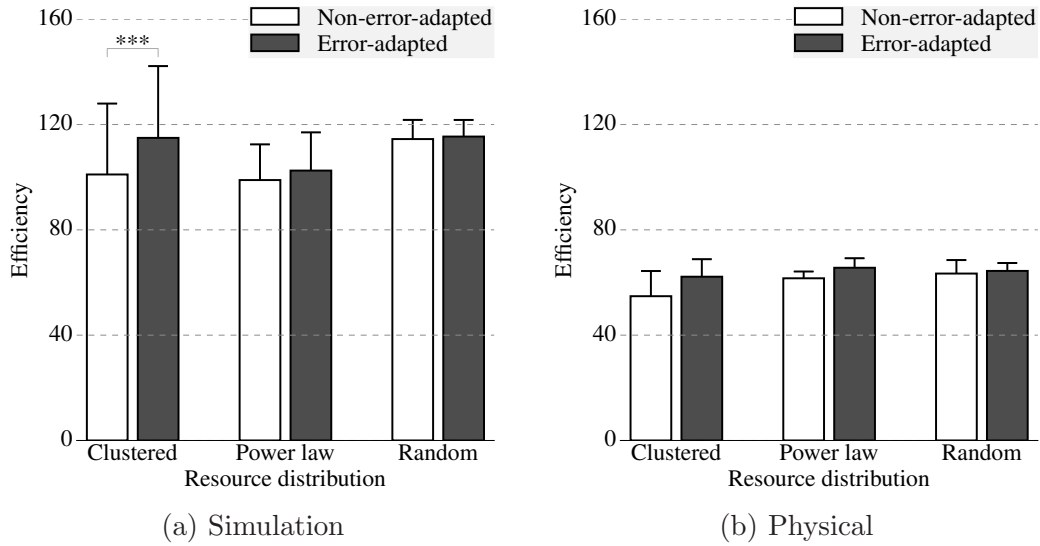 160
120
80
40
0
Efficiency
***
Non-error-adapted
Error-adapted
Clustered Power law Random
Resource distribution
(a) Simulation
160
120
80
40
0
Efficiency
Non-error-adapted
Error-adapted
Clustered Power law Random
Resource distribution
(b) Physical